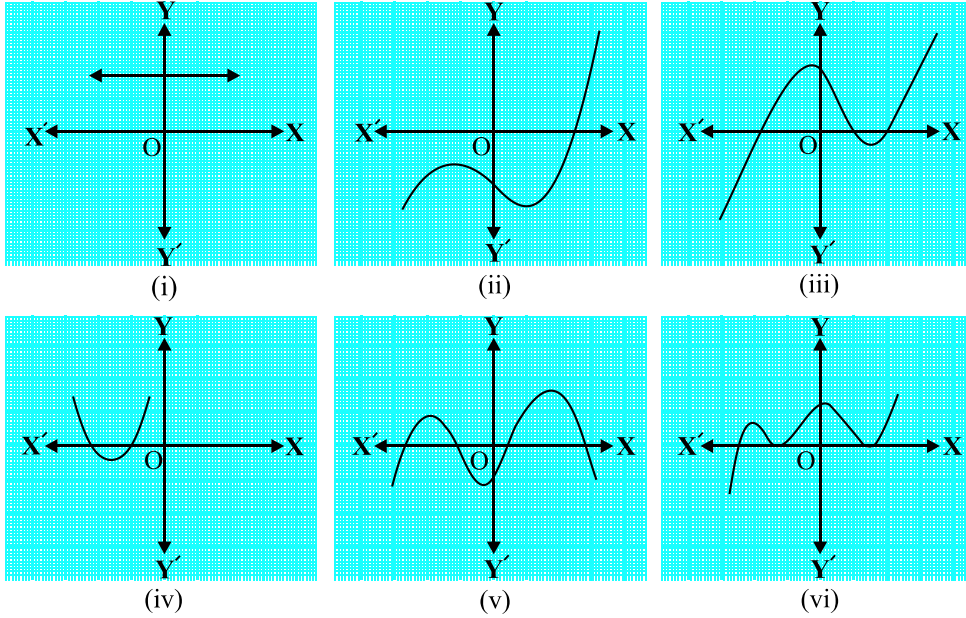 Y Y Y
X′ O X X′ O X X′ O X
Y′ Y′ Y′
(i) (ii) (iii)
Y Y Y
X′ O X X′ O X X′ O X
Y′ Y′ Y′
(iv) (v) (vi)